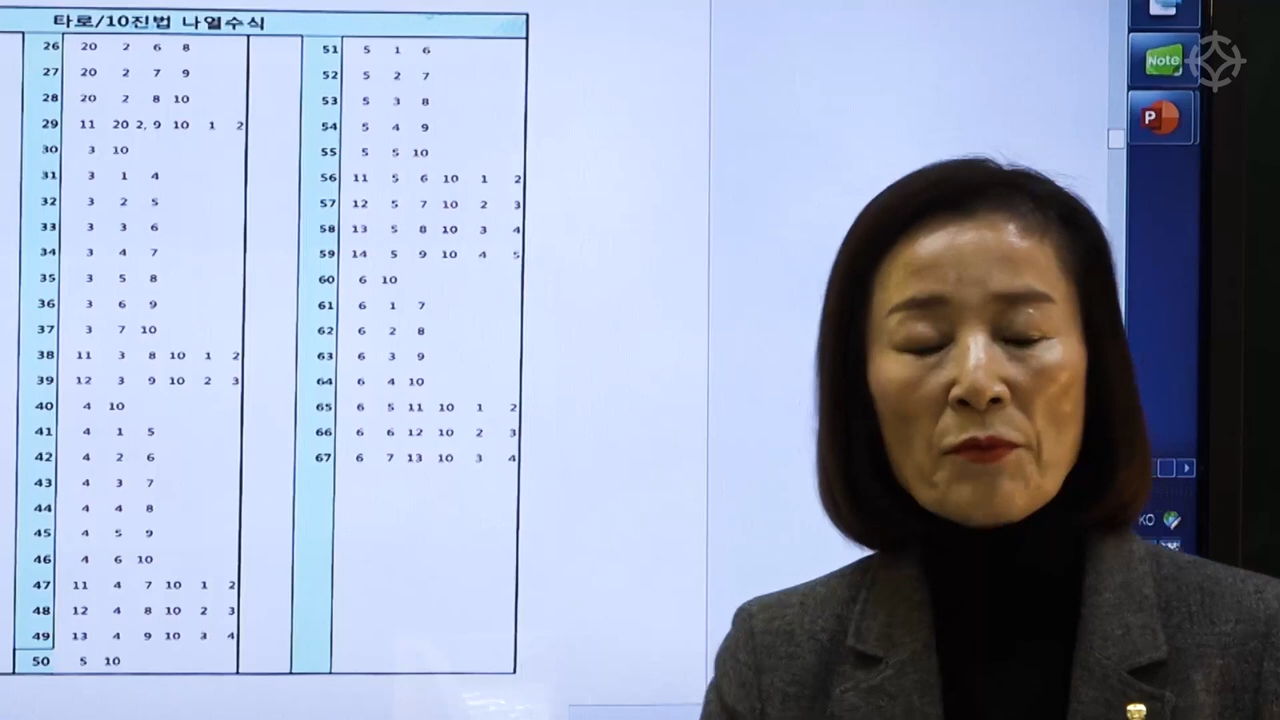 타로/10진법 나열수식
26 20 2 6 8
27 20 2 7 9
28 20 2 8 10
29 11 20 2, 9 10 1 2
30 3 10
31 3 1 4
32 3 2 5
33 3 3 6
34 3 4 7
35 3 5 8
36 3 6 9
37 3 7 10
38 11 3 8 10 1 2
39 12 3 9 10 2 3
40 4 10
41 4 1 5
42 4 2 6
43 4 3 7
44 4 4 8
45 4 5 9
46 4 6 10
47 11 4 7 10 1 2
48 12 4 8 10 2 3
49 13 4 9 10 3 4
50 5 10
51 5 1 6
52 5 2 7
53 5 3 8
54 5 4 9
55 5 5 10
56 11 5 6 10 1 2
57 12 5 7 10 2 3
58 13 5 8 10 3 4
59 14 5 9 10 4 5
60 6 10
61 6 1 7
62 6 2 8
63 6 3 9
64 6 4 10
65 6 5 11 10 1 2
66 6 6 12 10 2 3
67 6 7 13 10 3 4
Note
P
KO